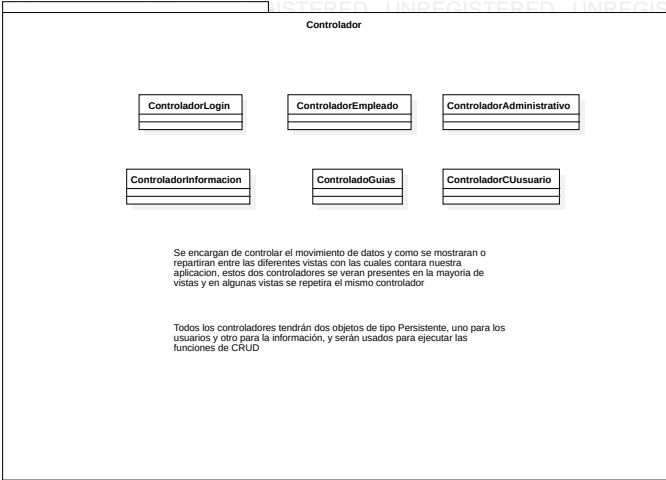 ISTERED UNREGISTERED UNREGIS
Controlador
ControladorLogin
ControladorEmpleado
ControladorAdministrativo
ControladorInformacion
ControladoGuias
ControladorCUusuario
Se encargan de controlar el movimiento de datos y como se mostraran o
repartiran entre las diferentes vistas con las cuales contara nuestra
aplicacion, estos dos controladores se veran presentes en la mayoria de
vistas y en algunas vistas se repetira el mismo controlador
Todos los controladores tendrán dos objetos de tipo Persistente, uno para los
usuarios y otro para la información, y serán usados para ejecutar las
funciones de CRUD